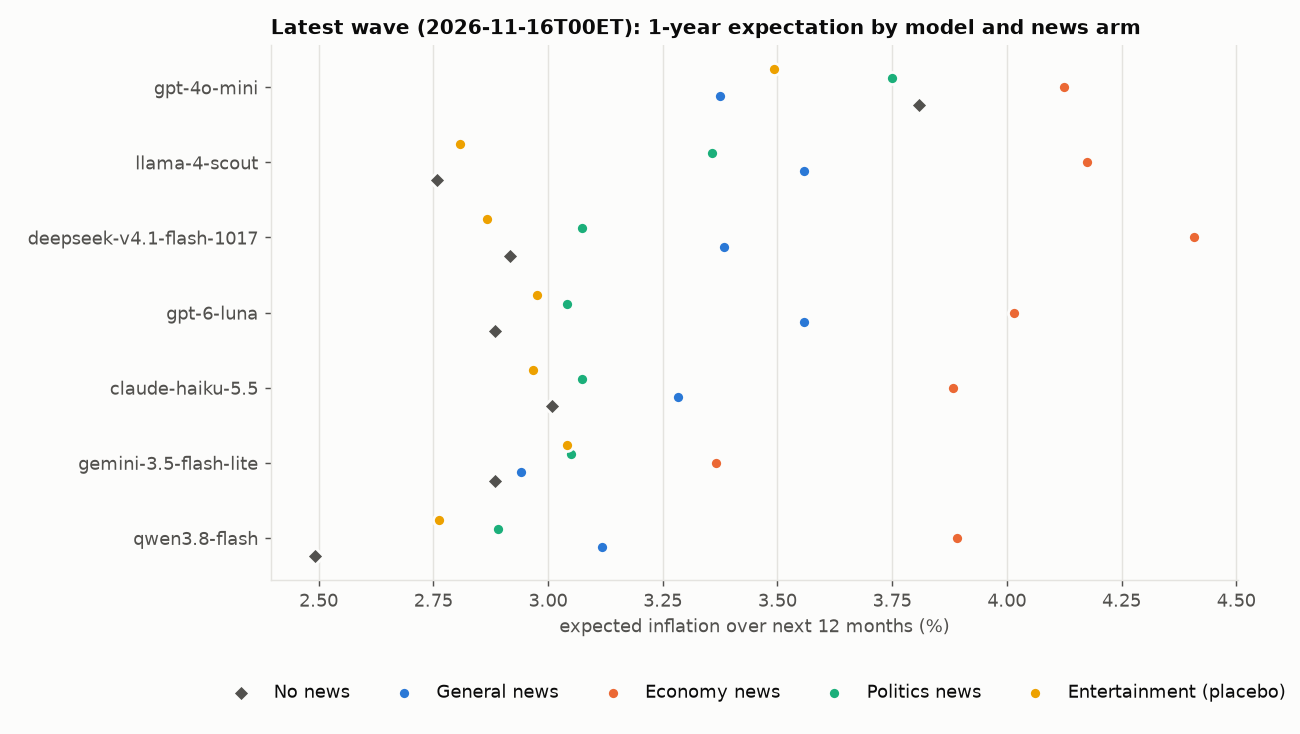 Latest wave (2026-11-16T00ET): 1-year expectation by model and news arm
gpt-4o-mini
llama-4-scout
deepseek-v4.1-flash-1017
gpt-6-luna
claude-haiku-5.5
gemini-3.5-flash-lite
qwen3.8-flash
2.50 2.75 3.00 3.25 3.50 3.75 4.00 4.25 4.50
expected inflation over next 12 months (%)
No news General news Economy news Politics news Entertainment (placebo)